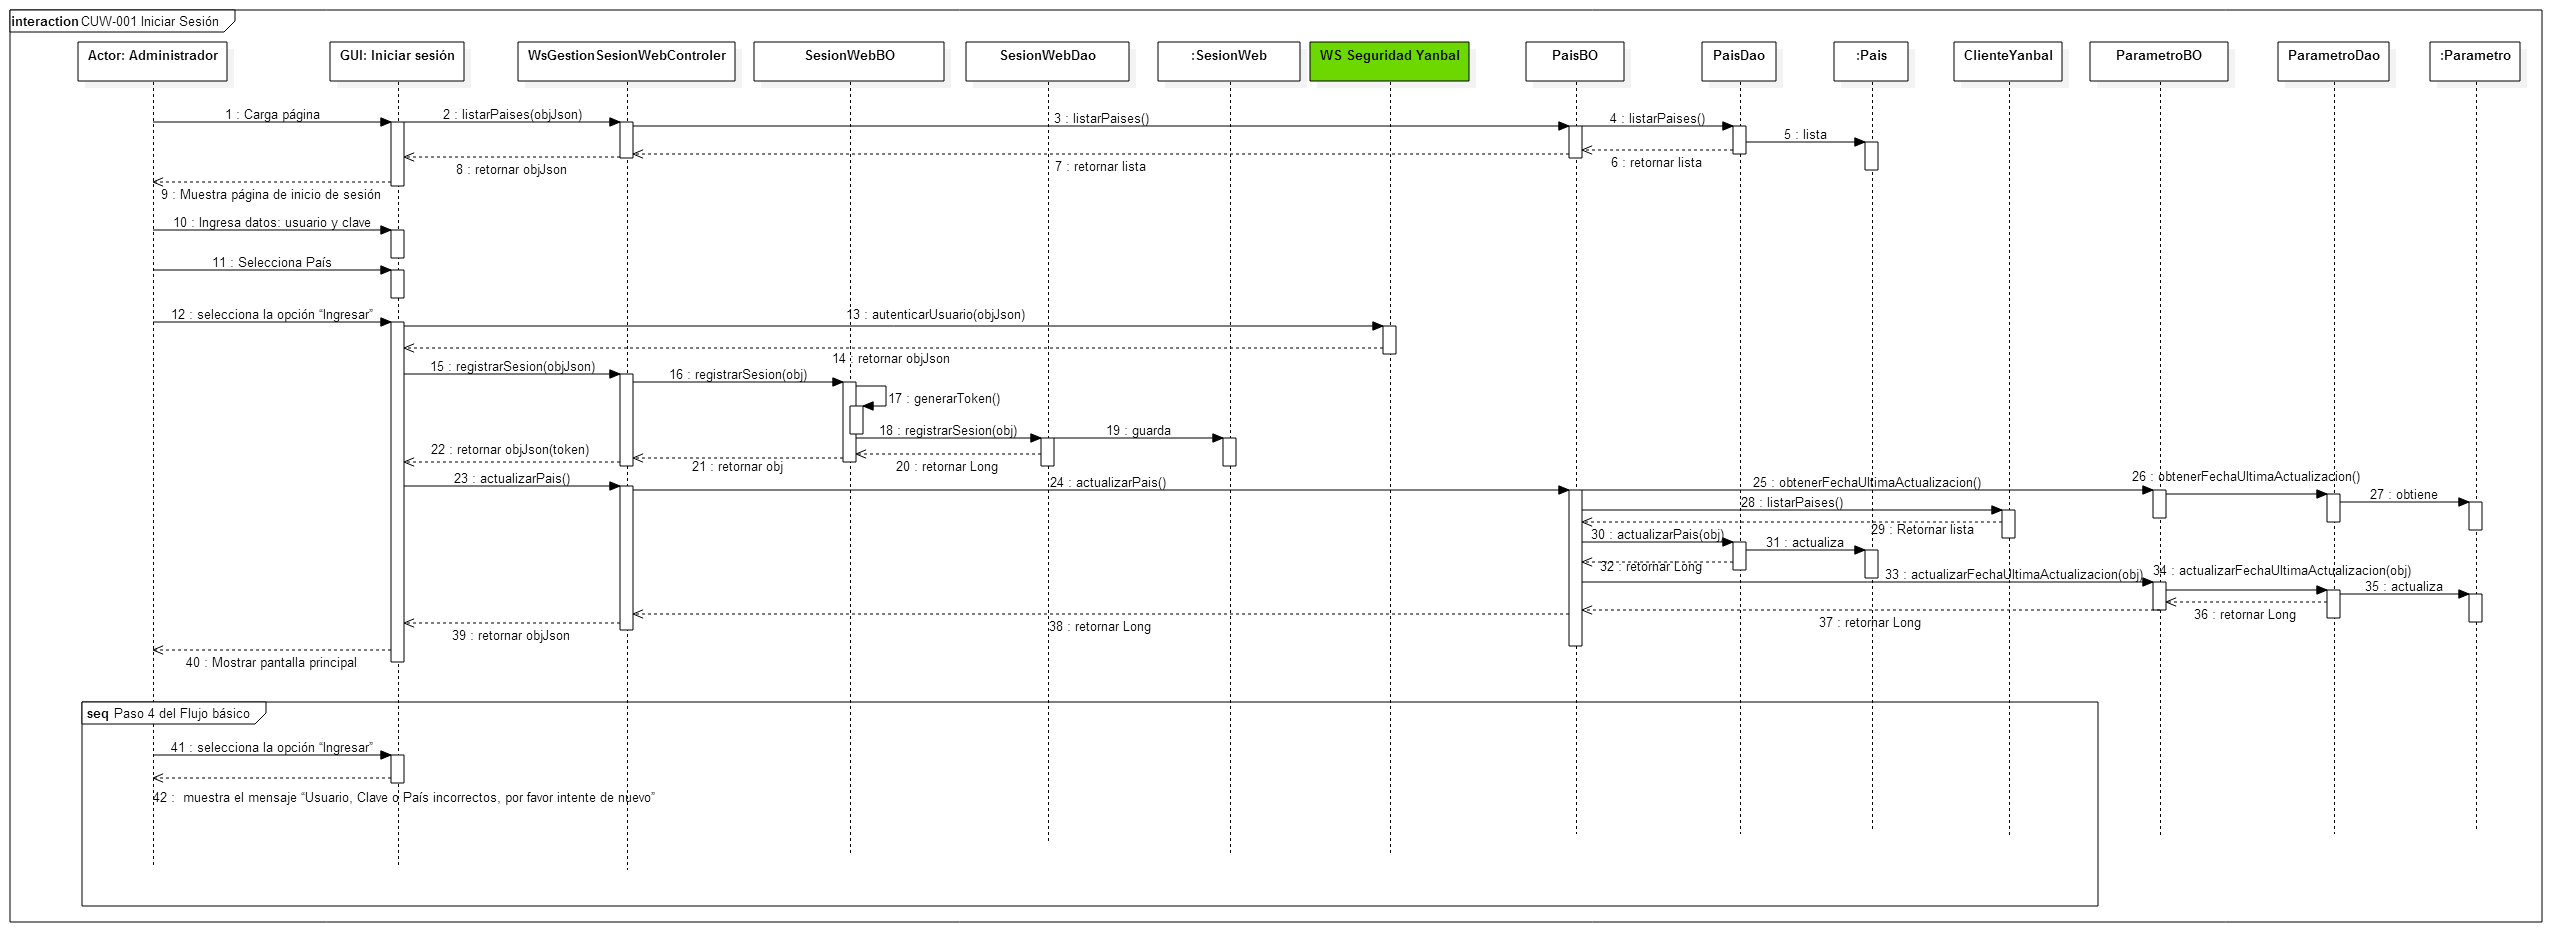 interaction CUW-001 Iniciar Sesión
Actor: Administrador
GUI: Iniciar sesión
WsGestionSesionWebControler
SesionWebBO
SesionWebDao
:SesionWeb
WS Seguridad Yanbal
PaisBO
PaisDao
:Pais
ClienteYanbal
ParametroBO
ParametroDao
:Parametro
1 : Carga página
2 : listarPaises(objJson)
3 : listarPaises()
4 : listarPaises()
5 : lista
6 : retornar lista
7 : retornar lista
8 : retornar objJson
9 : Muestra página de inicio de sesión
10 : Ingresa datos: usuario y clave
11 : Selecciona País
12 : selecciona la opción “Ingresar”
13 : autenticarUsuario(objJson)
14 : retornar objJson
15 : registrarSesion(objJson)
16 : registrarSesion(obj)
17 : generarToken()
18 : registrarSesion(obj)
19 : guarda
20 : retornar Long
21 : retornar obj
22 : retornar objJson(token)
23 : actualizarPais()
24 : actualizarPais()
25 : obtenerFechaUltimaActualizacion()
26 : obtenerFechaUltimaActualizacion()
27 : obtiene
28 : listarPaises()
29 : Retornar lista
30 : actualizarPais(obj)
31 : actualiza
32 : retornar Long
33 : actualizarFechaUltimaActualizacion(obj)
34 : actualizarFechaUltimaActualizacion(obj)
35 : actualiza
36 : retornar Long
37 : retornar Long
38 : retornar Long
39 : retornar objJson
40 : Mostrar pantalla principal
seq Paso 4 del Flujo básico
41 : selecciona la opción “Ingresar”
42 : muestra el mensaje “Usuario, Clave o País incorrectos, por favor intente de nuevo”